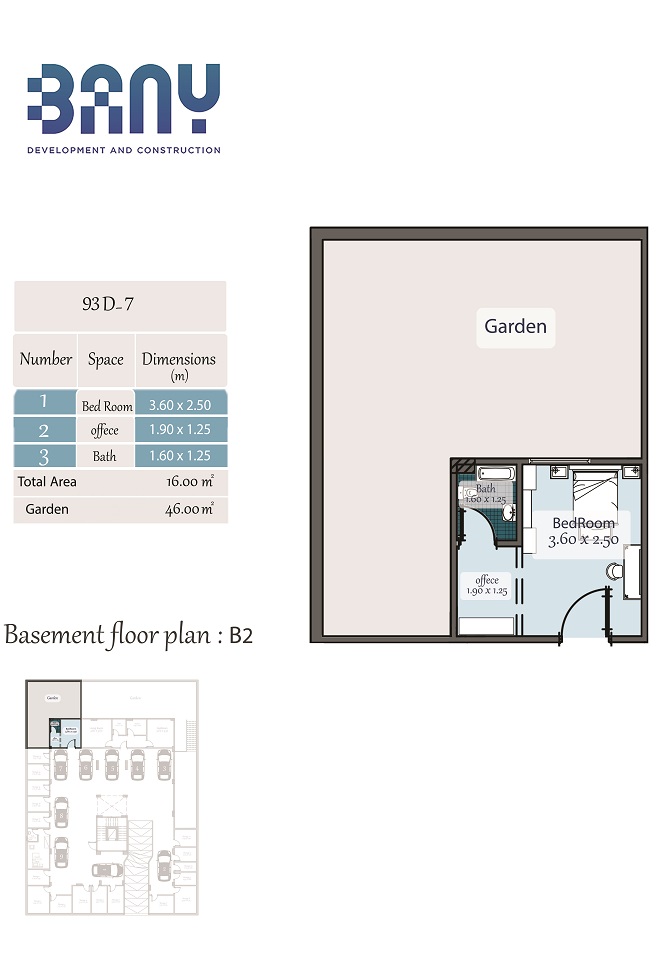 BANY
DEVELOPMENT AND CONSTRUCTION
93 D-7
Number Space Dimensions
(m)
1 Bed Room 3.60 x 2.50
2 offece 1.90 x 1.25
3 Bath 1.60 x 1.25
Total Area 16.00 m²
Garden 46.00 m²
Garden
Bath
1.60 x 1.25
BedRoom
3.60 x 2.50
offece
1.90 x 1.25
Basement floor plan : B2
Garden